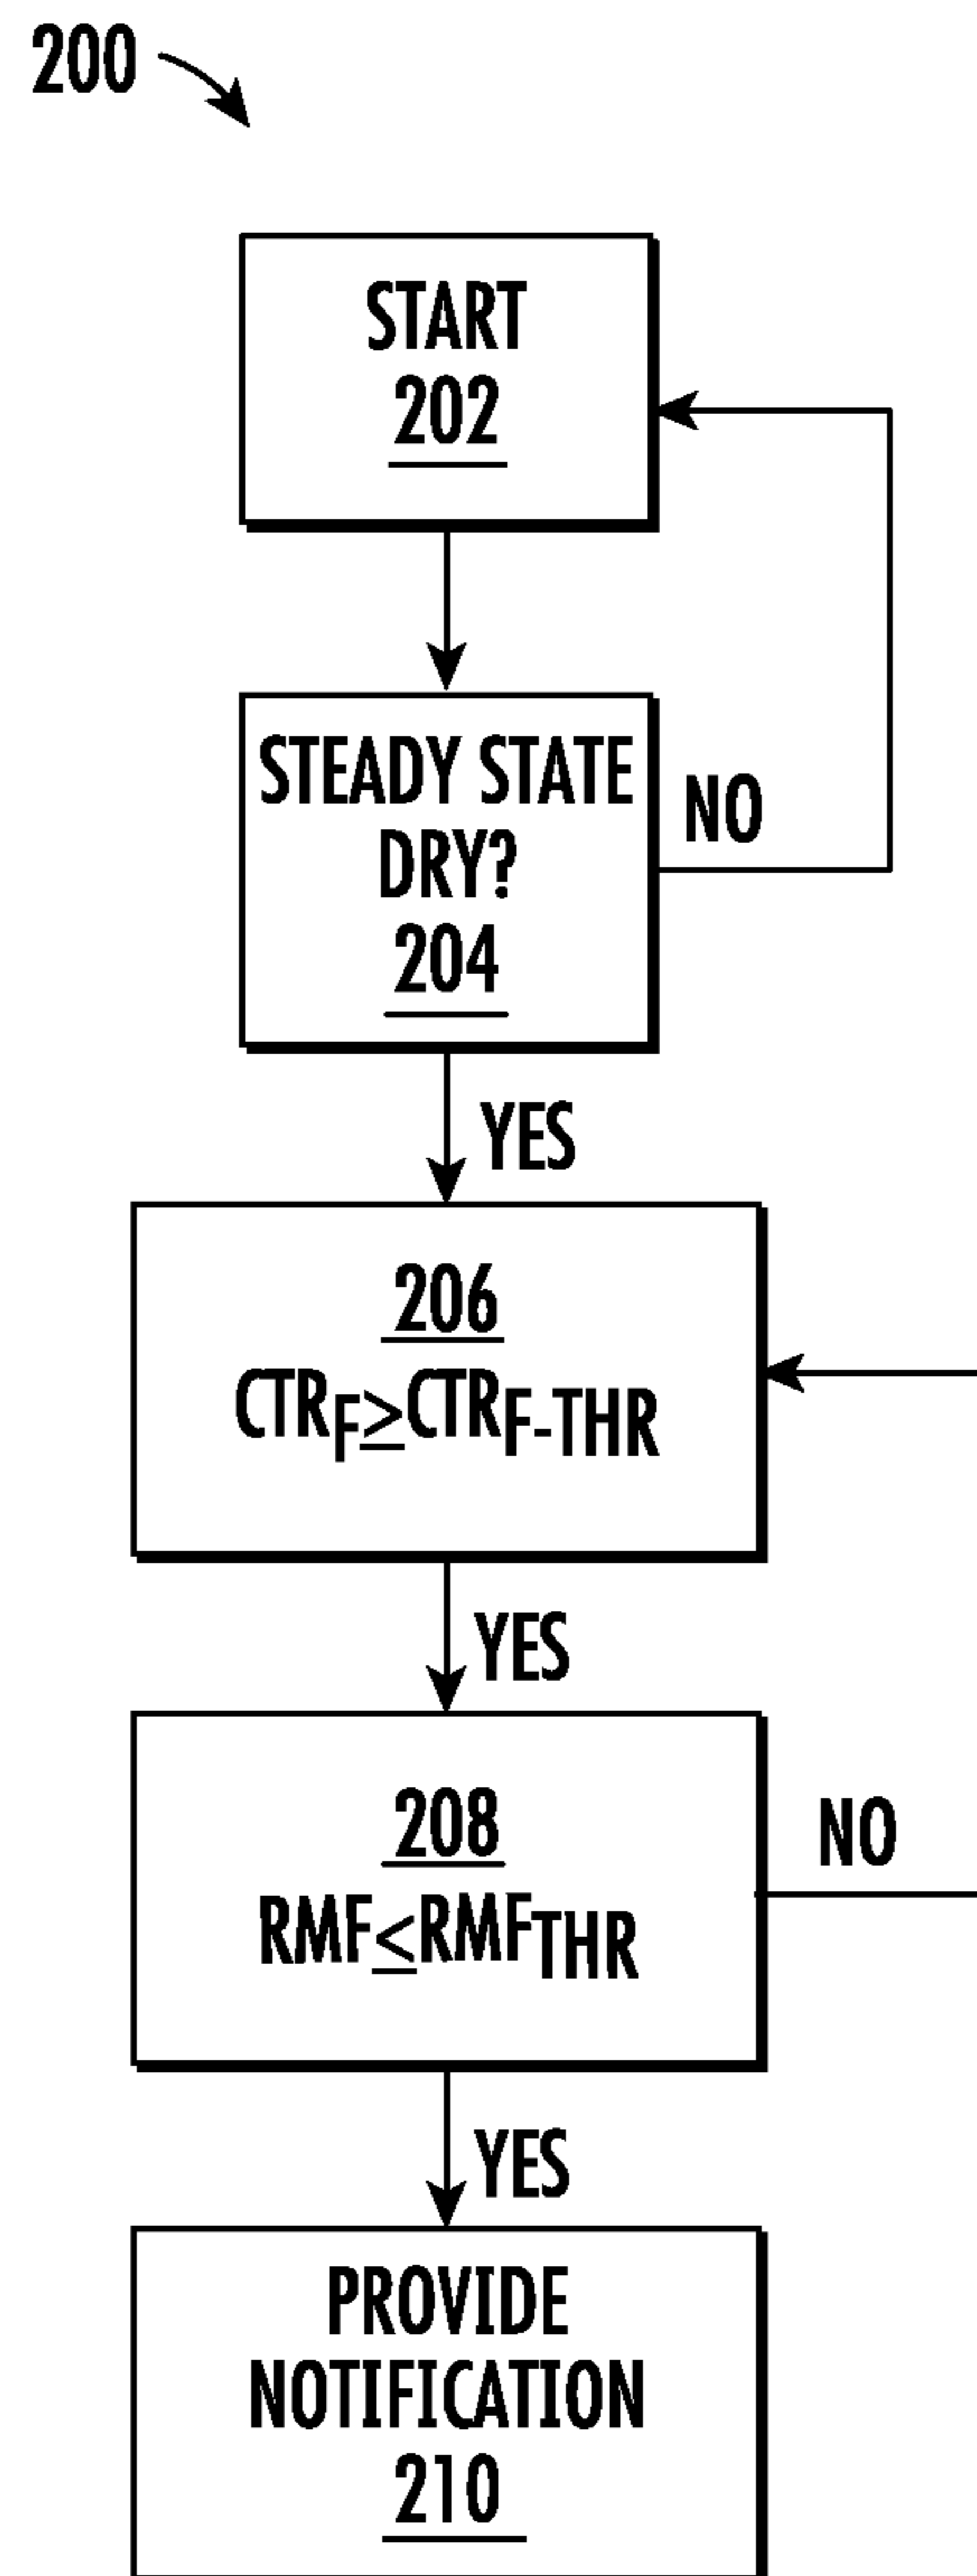 200
START
202
STEADY STATE
DRY?
204
NO
YES
206
CTRF≥CTRF-THR
YES
208
RMF≤RMFTHR
NO
YES
PROVIDE
NOTIFICATION
210